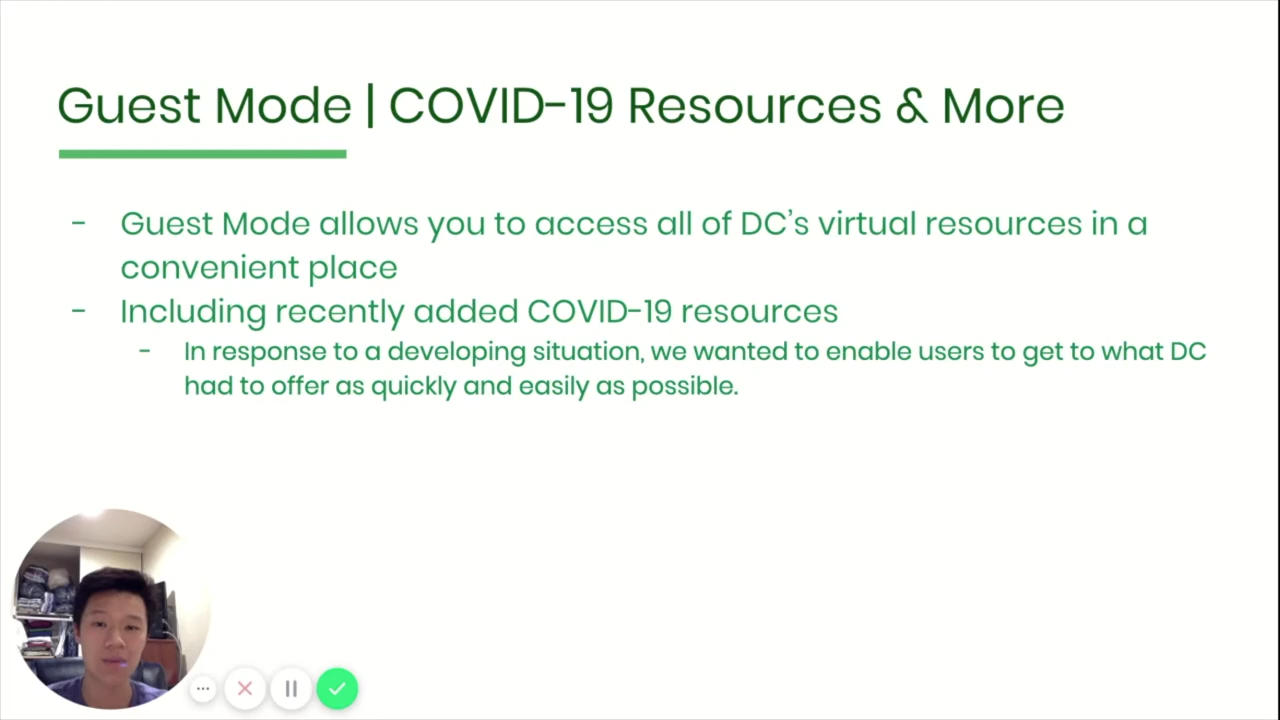 Guest Mode | COVID-19 Resources & More
- Guest Mode allows you to access all of DC’s virtual resources in a
convenient place
- Including recently added COVID-19 resources
- In response to a developing situation, we wanted to enable users to get to what DC
had to offer as quickly and easily as possible.